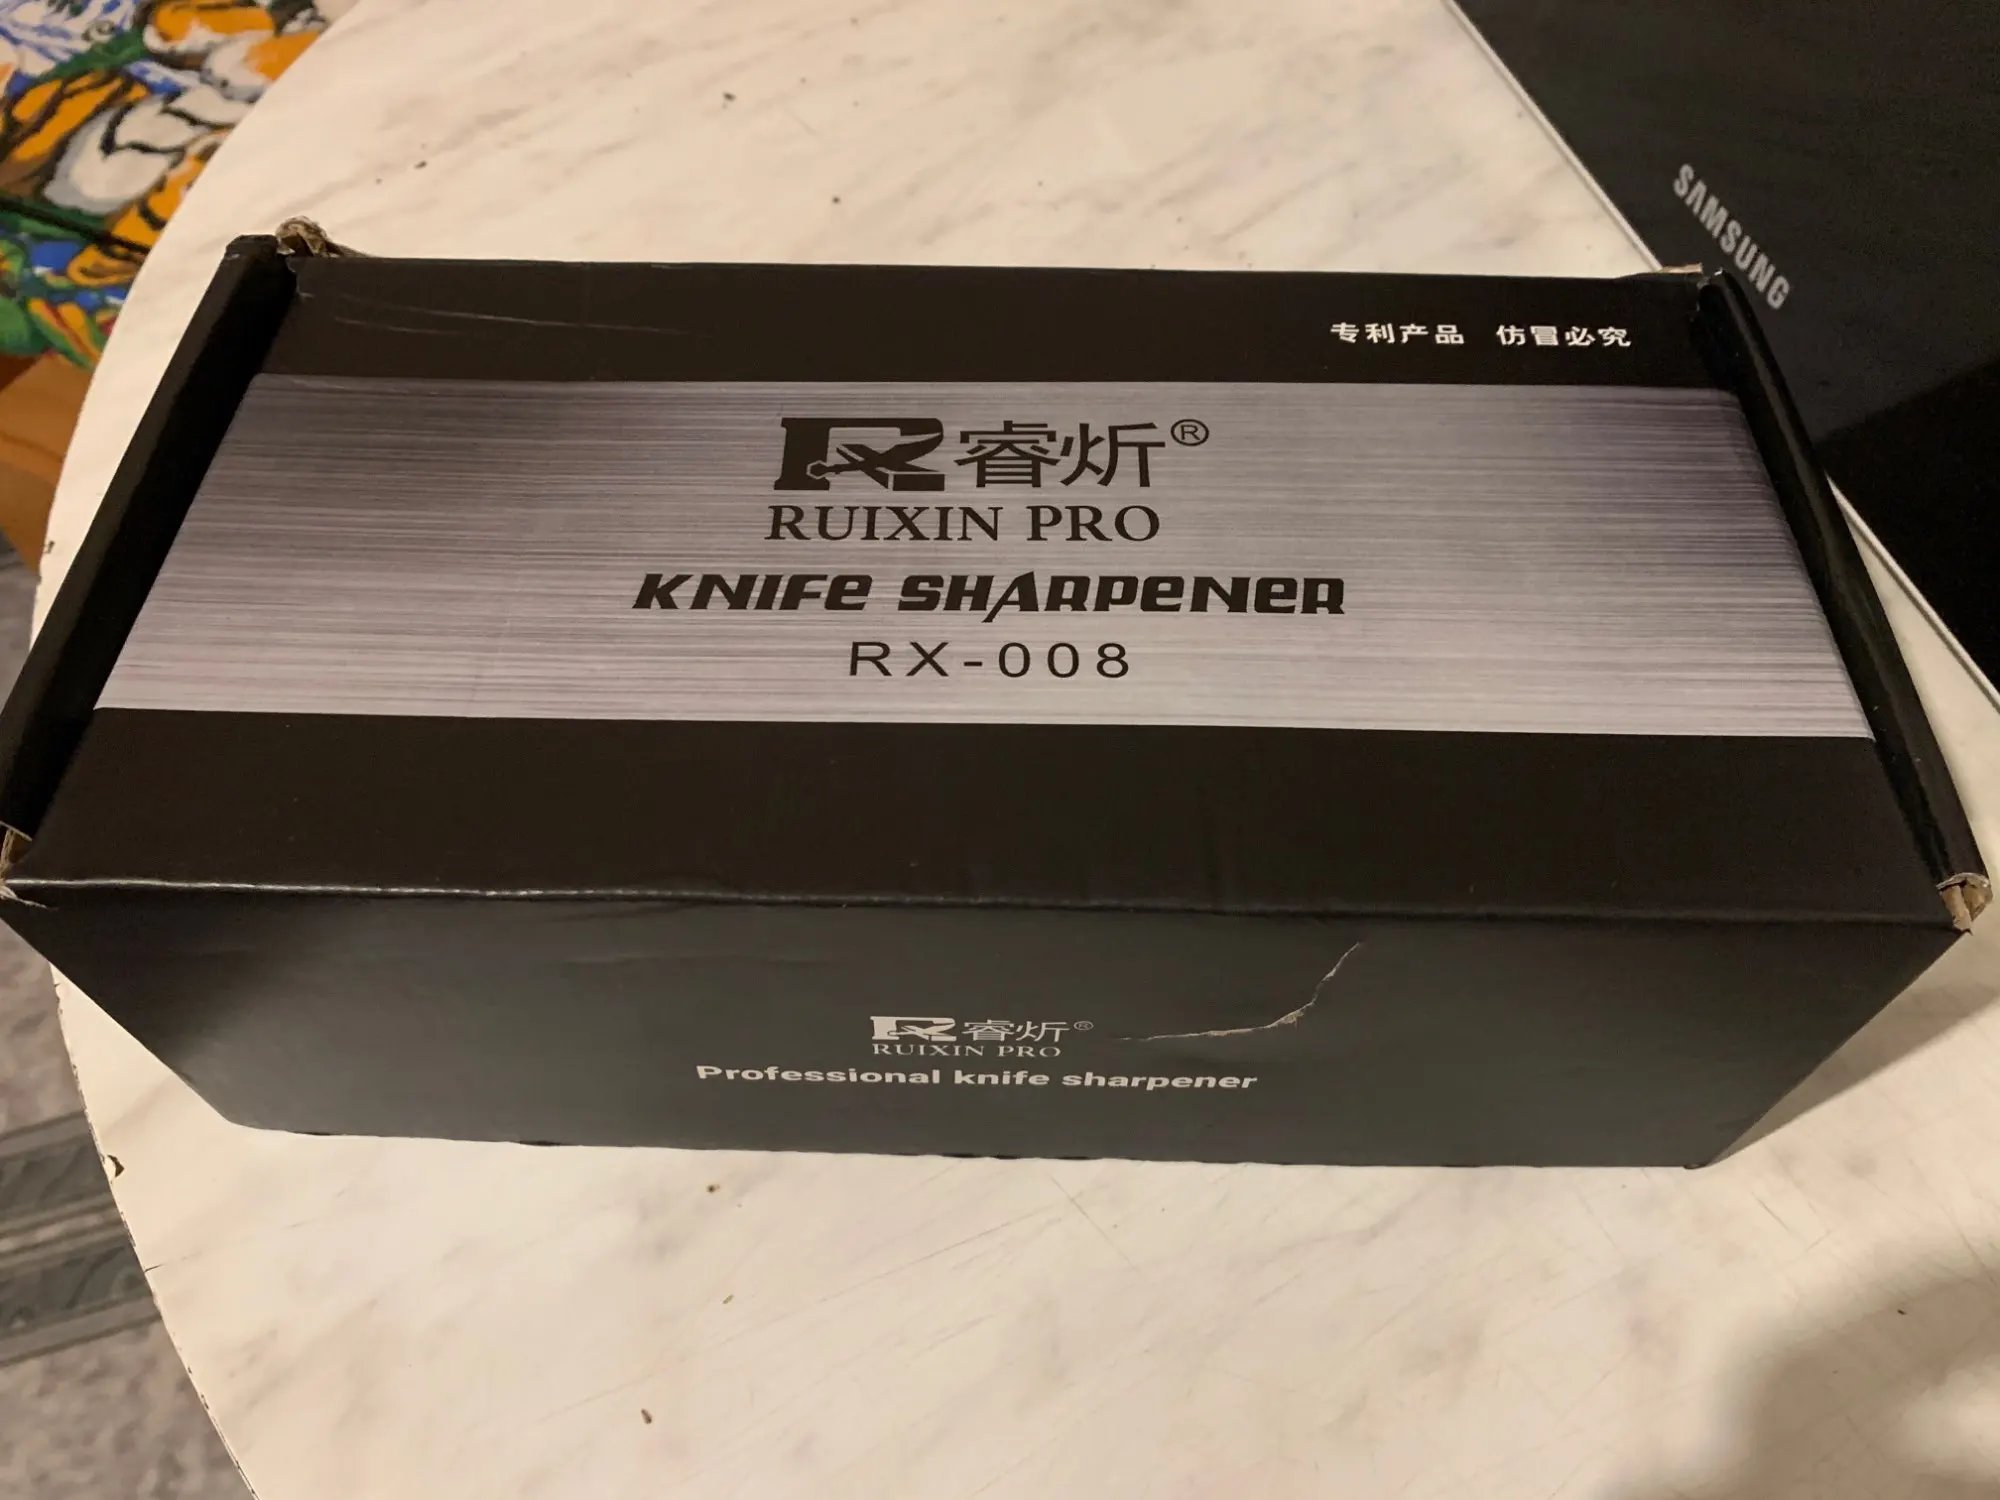 专利产品 仿冒必究
睿炘®
RUIXIN PRO
KNIFE SHARPENER
RX-008
睿炘®
RUIXIN PRO
Professional knife sharpener
SAMSUNG